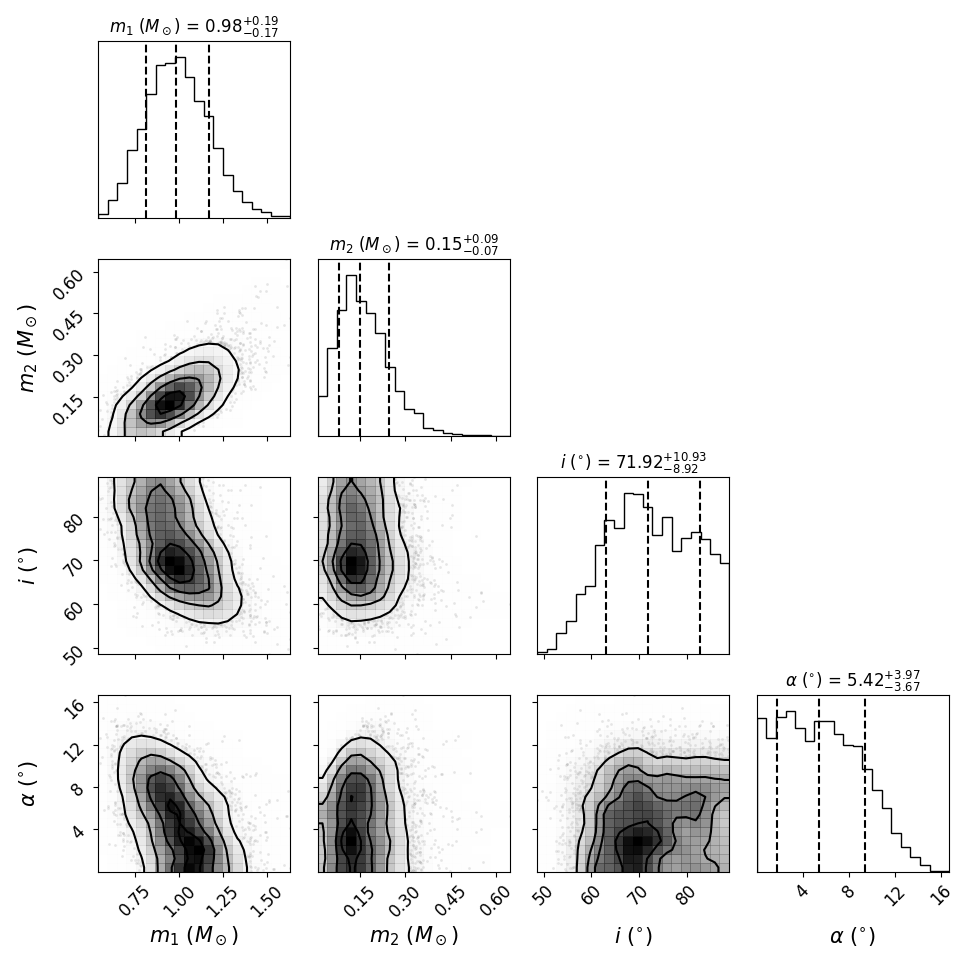 m₁ (M⊙) = 0.98+0.19−0.17
m₂ (M⊙) = 0.15+0.09−0.07
0.60
0.45
0.30
0.15
m₂ (M⊙)
i (°) = 71.92+10.93−8.92
80
70
60
50
i (°)
α (°) = 5.42+3.97−3.67
16
12
8
4
α (°)
0.75 1.00 1.25 1.50
0.15 0.30 0.45 0.60
50 60 70 80
4 8 12 16
m₁ (M⊙)
m₂ (M⊙)
i (°)
α (°)